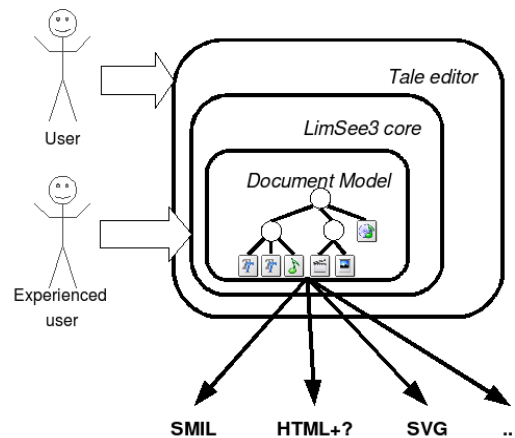 Tale editor
LimSee3 core
User
Document Model
Experienced
user
SMIL
HTML+?
SVG
..